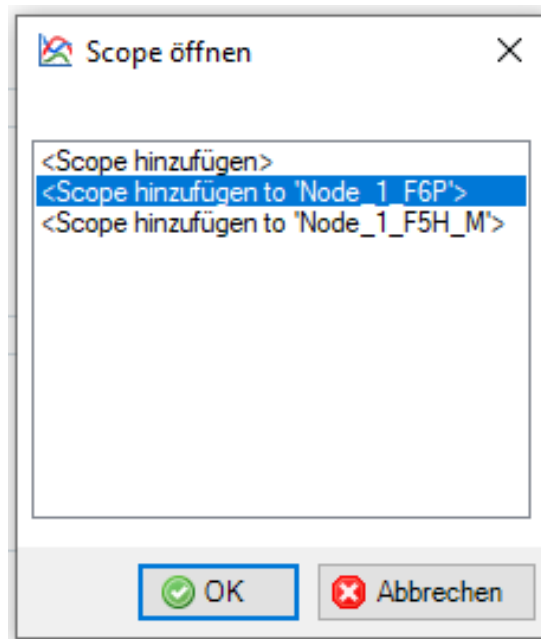 Scope öffnen
<Scope hinzufügen>
<Scope hinzufügen to 'Node_1_F6P'>
<Scope hinzufügen to 'Node_1_F5H_M'>
OK
Abbrechen